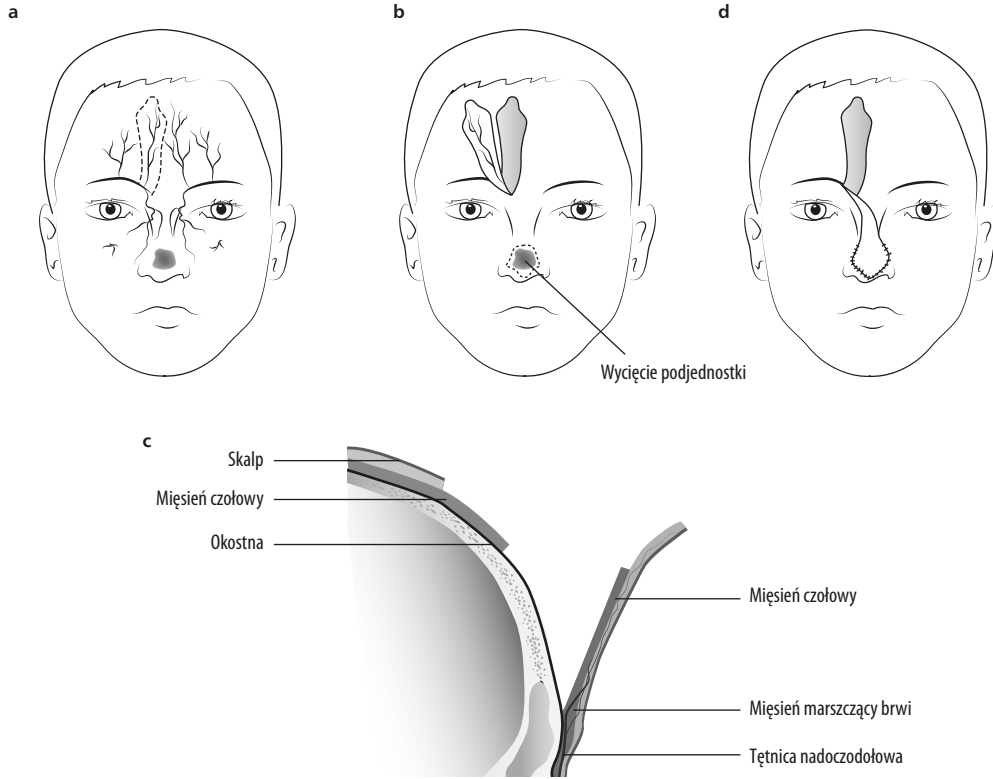 a
b
d
Wycięcie podjednostki
c
Skalp
Mięsień czołowy
Okostna
Mięsień czołowy
Mięsień marszczący brwi
Tętnica nadoczodołowa